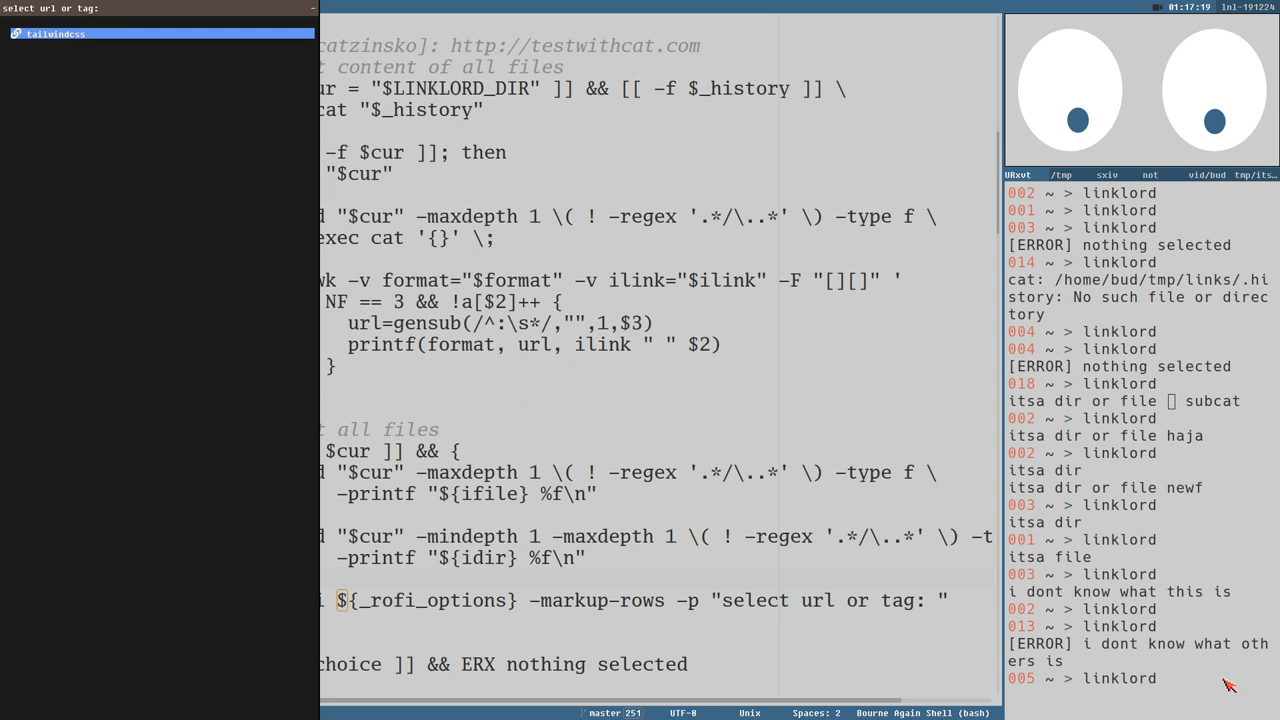 select url or tag:
tailwindcss
01:17:19
lnl-191224
catzinsko]: http://testwithcat.com
t content of all files
ur = "$LINKLORD_DIR" ]] && [[ -f $_history ]] \
cat "$_history"
-f $cur ]]; then
"$cur"
d "$cur" -maxdepth 1 \( ! -regex '.*/\..*' \) -type f \
exec cat '{}' \;
wk -v format="$format" -v ilink="$ilink" -F "[][]" '
NF == 3 && !a[$2]++ {
url=gensub(/^:\s*/,"",1,$3)
printf(format, url, ilink " " $2)
}
t all files
$cur ]] && {
d "$cur" -maxdepth 1 \( ! -regex '.*/\..*' \) -type f \
-printf "${ifile} %f\n"
d "$cur" -mindepth 1 -maxdepth 1 \( ! -regex '.*/\..*' \) -t
-printf "${idir} %f\n"
i ${_rofi_options} -markup-rows -p "select url or tag: "
choice ]] && ERX nothing selected
master 251
UTF-8
Unix
Spaces: 2
Bourne Again Shell (bash)
URxvt /tmp sxiv not vid/bud tmp/its…
002 ~ > linklord
001 ~ > linklord
003 ~ > linklord
[ERROR] nothing selected
014 ~ > linklord
cat: /home/bud/tmp/links/.hi
story: No such file or direc
tory
004 ~ > linklord
004 ~ > linklord
[ERROR] nothing selected
018 ~ > linklord
itsa dir or file subcat
002 ~ > linklord
itsa dir or file haja
002 ~ > linklord
itsa dir
itsa dir or file newf
003 ~ > linklord
itsa dir
001 ~ > linklord
itsa file
003 ~ > linklord
i dont know what this is
002 ~ > linklord
013 ~ > linklord
[ERROR] i dont know what oth
ers is
005 ~ > linklord